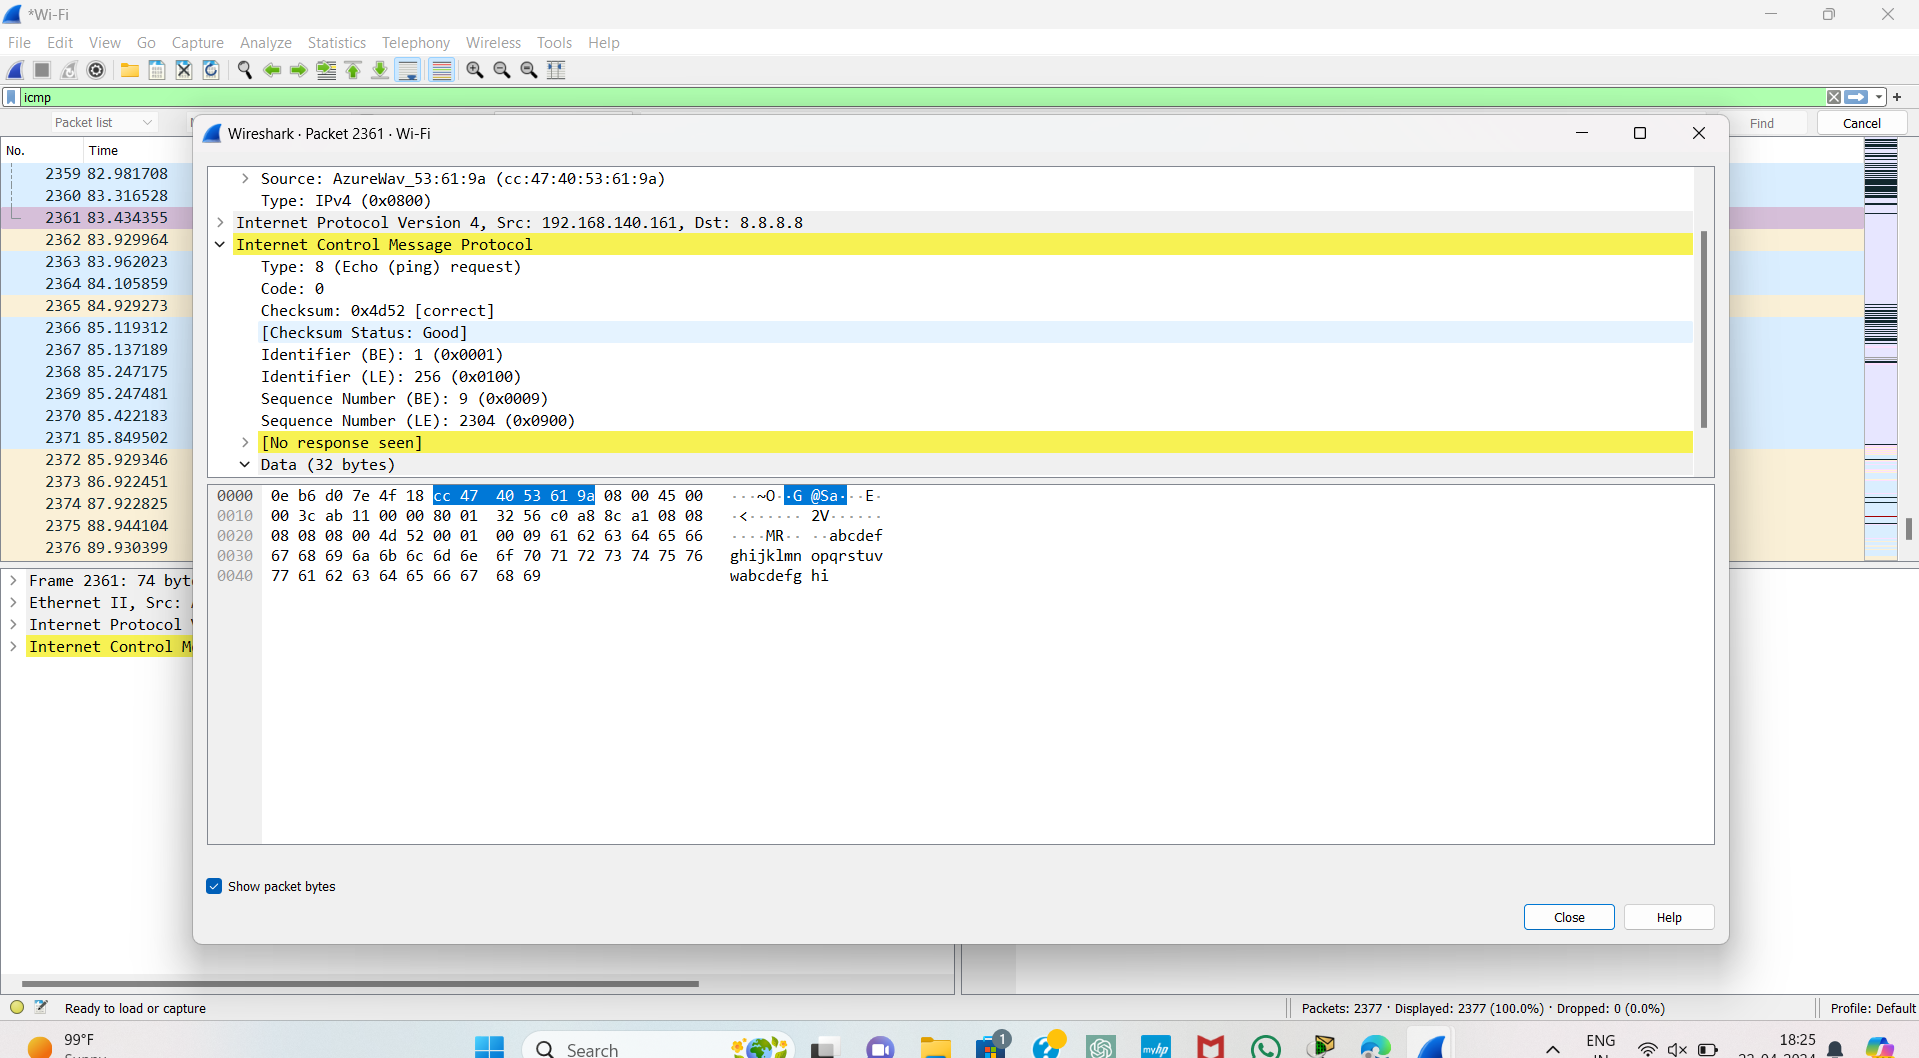 *Wi-Fi
File Edit View Go Capture Analyze Statistics Telephony Wireless Tools Help
icmp
Packet list
Find
Cancel
No. Time
2359 82.981708
2360 83.316528
2361 83.434355
2362 83.929964
2363 83.962023
2364 84.105859
2365 84.929273
2366 85.119312
2367 85.137189
2368 85.247175
2369 85.247481
2370 85.422183
2371 85.849502
2372 85.929346
2373 86.922451
2374 87.922825
2375 88.944104
2376 89.930399
Frame 2361: 74 byt
Ethernet II, Src:
Internet Protocol
Internet Control M
Wireshark · Packet 2361 · Wi-Fi
Source: AzureWav_53:61:9a (cc:47:40:53:61:9a)
Type: IPv4 (0x0800)
Internet Protocol Version 4, Src: 192.168.140.161, Dst: 8.8.8.8
Internet Control Message Protocol
Type: 8 (Echo (ping) request)
Code: 0
Checksum: 0x4d52 [correct]
[Checksum Status: Good]
Identifier (BE): 1 (0x0001)
Identifier (LE): 256 (0x0100)
Sequence Number (BE): 9 (0x0009)
Sequence Number (LE): 2304 (0x0900)
[No response seen]
Data (32 bytes)
0000 0e b6 d0 7e 4f 18 cc 47 40 53 61 9a 08 00 45 00 ···~O··G @Sa···E·
0010 00 3c ab 11 00 00 80 01 32 56 c0 a8 8c a1 08 08 ·<······ 2V······
0020 08 08 08 00 4d 52 00 01 00 09 61 62 63 64 65 66 ····MR·· ··abcdef
0030 67 68 69 6a 6b 6c 6d 6e 6f 70 71 72 73 74 75 76 ghijklmn opqrstuv
0040 77 61 62 63 64 65 66 67 68 69 wabcdefg hi
Show packet bytes
Close
Help
Ready to load or capture
Packets: 2377 · Displayed: 2377 (100.0%) · Dropped: 0 (0.0%)
Profile: Default
99°F
Sunny
Search
1
myhp
ENG
IN
18:25